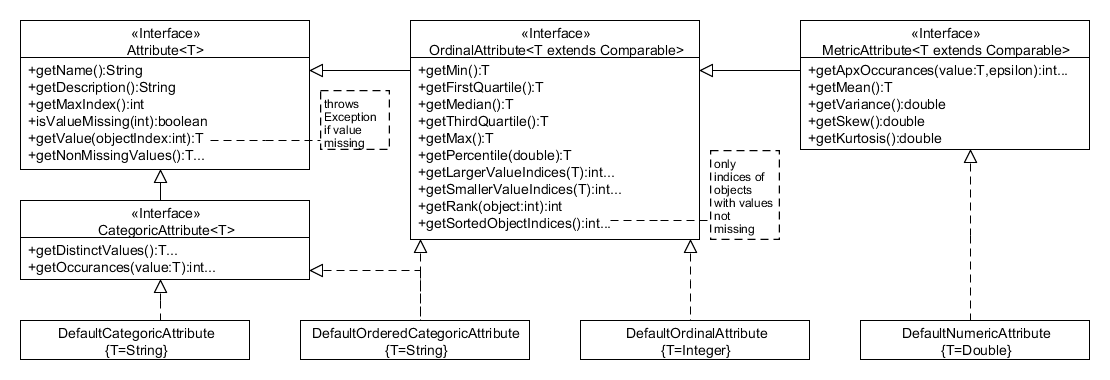 «Interface»
Attribute<T>
+getName():String
+getDescription():String
+getMaxIndex():int
+isValueMissing(int):boolean
+getValue(objectIndex:int):T
+getNonMissingValues():T...
throws
Exception
if value
missing
«Interface»
CategoricAttribute<T>
+getDistinctValues():T...
+getOccurances(value:T):int...
«Interface»
OrdinalAttribute<T extends Comparable>
+getMin():T
+getFirstQuartile():T
+getMedian():T
+getThirdQuartile():T
+getMax():T
+getPercentile(double):T
+getLargerValueIndices(T):int...
+getSmallerValueIndices(T):int...
+getRank(object:int):int
+getSortedObjectIndices():int...
only
indices of
objects
with values
not
missing
«Interface»
MetricAttribute<T extends Comparable>
+getApxOccurances(value:T,epsilon):int...
+getMean():T
+getVariance():double
+getSkew():double
+getKurtosis():double
DefaultCategoricAttribute
{T=String}
DefaultOrderedCategoricAttribute
{T=String}
DefaultOrdinalAttribute
{T=Integer}
DefaultNumericAttribute
{T=Double}